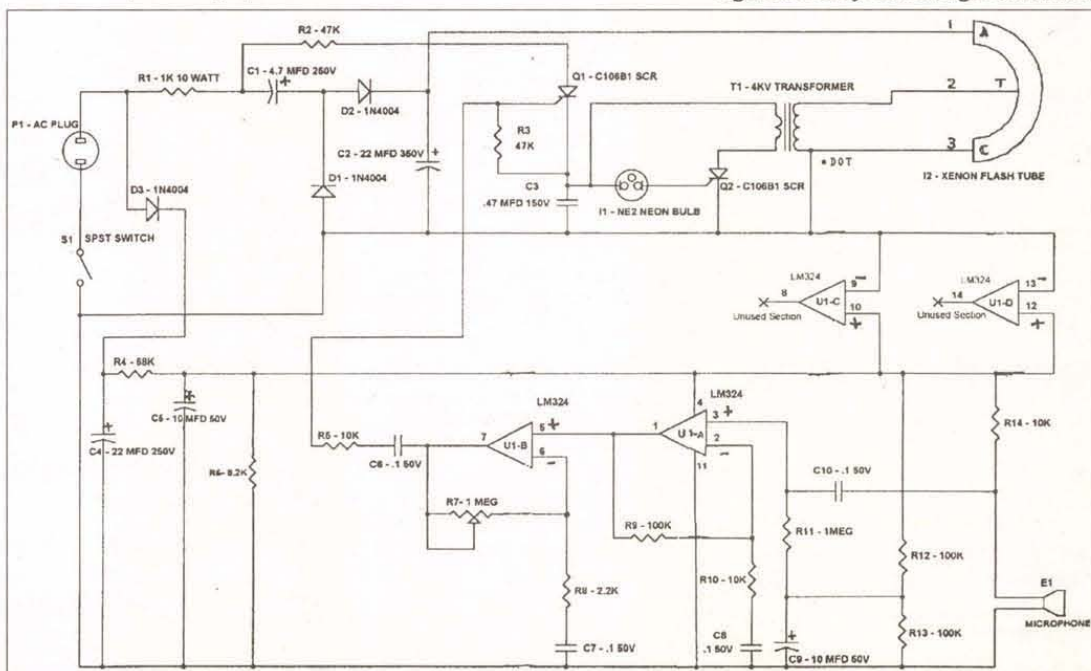 R2 - 47K
R1 - 1K 10 WATT
C1 - 4.7 MFD 250V
+
Q1 - C106B1 SCR
T1 - 4KV TRANSFORMER
1
A
2
T
3
C
P1 - AC PLUG
D2 - 1N4004
R3
47K
C2 - 22 MFD 350V
+
D1 - 1N4004
D3 - 1N4004
* DOT
I2 - XENON FLASH TUBE
C3
.47 MFD 150V
Q2 - C106B1 SCR
I1 - NE2 NEON BULB
S1
SPST SWITCH
LM324
8
U1-C
9
−
10
+
Unused Section
LM324
14
U1-D
13
−
12
+
Unused Section
R4 - 68K
C5 - 10 MFD 50V
+
C4 - 22 MFD 250V
+
R6 - 8.2K
R5 - 10K
C6 - .1 50V
LM324
7
U1-B
5
+
6
−
R7 - 1 MEG
R8 - 2.2K
C7 - .1 50V
LM324
4
1
U1-A
3
+
2
−
11
R9 - 100K
R10 - 10K
C8
.1 50V
C10 - .1 50V
R11 - 1MEG
C9 - 10 MFD 50V
+
R12 - 100K
R13 - 100K
R14 - 10K
E1
MICROPHONE